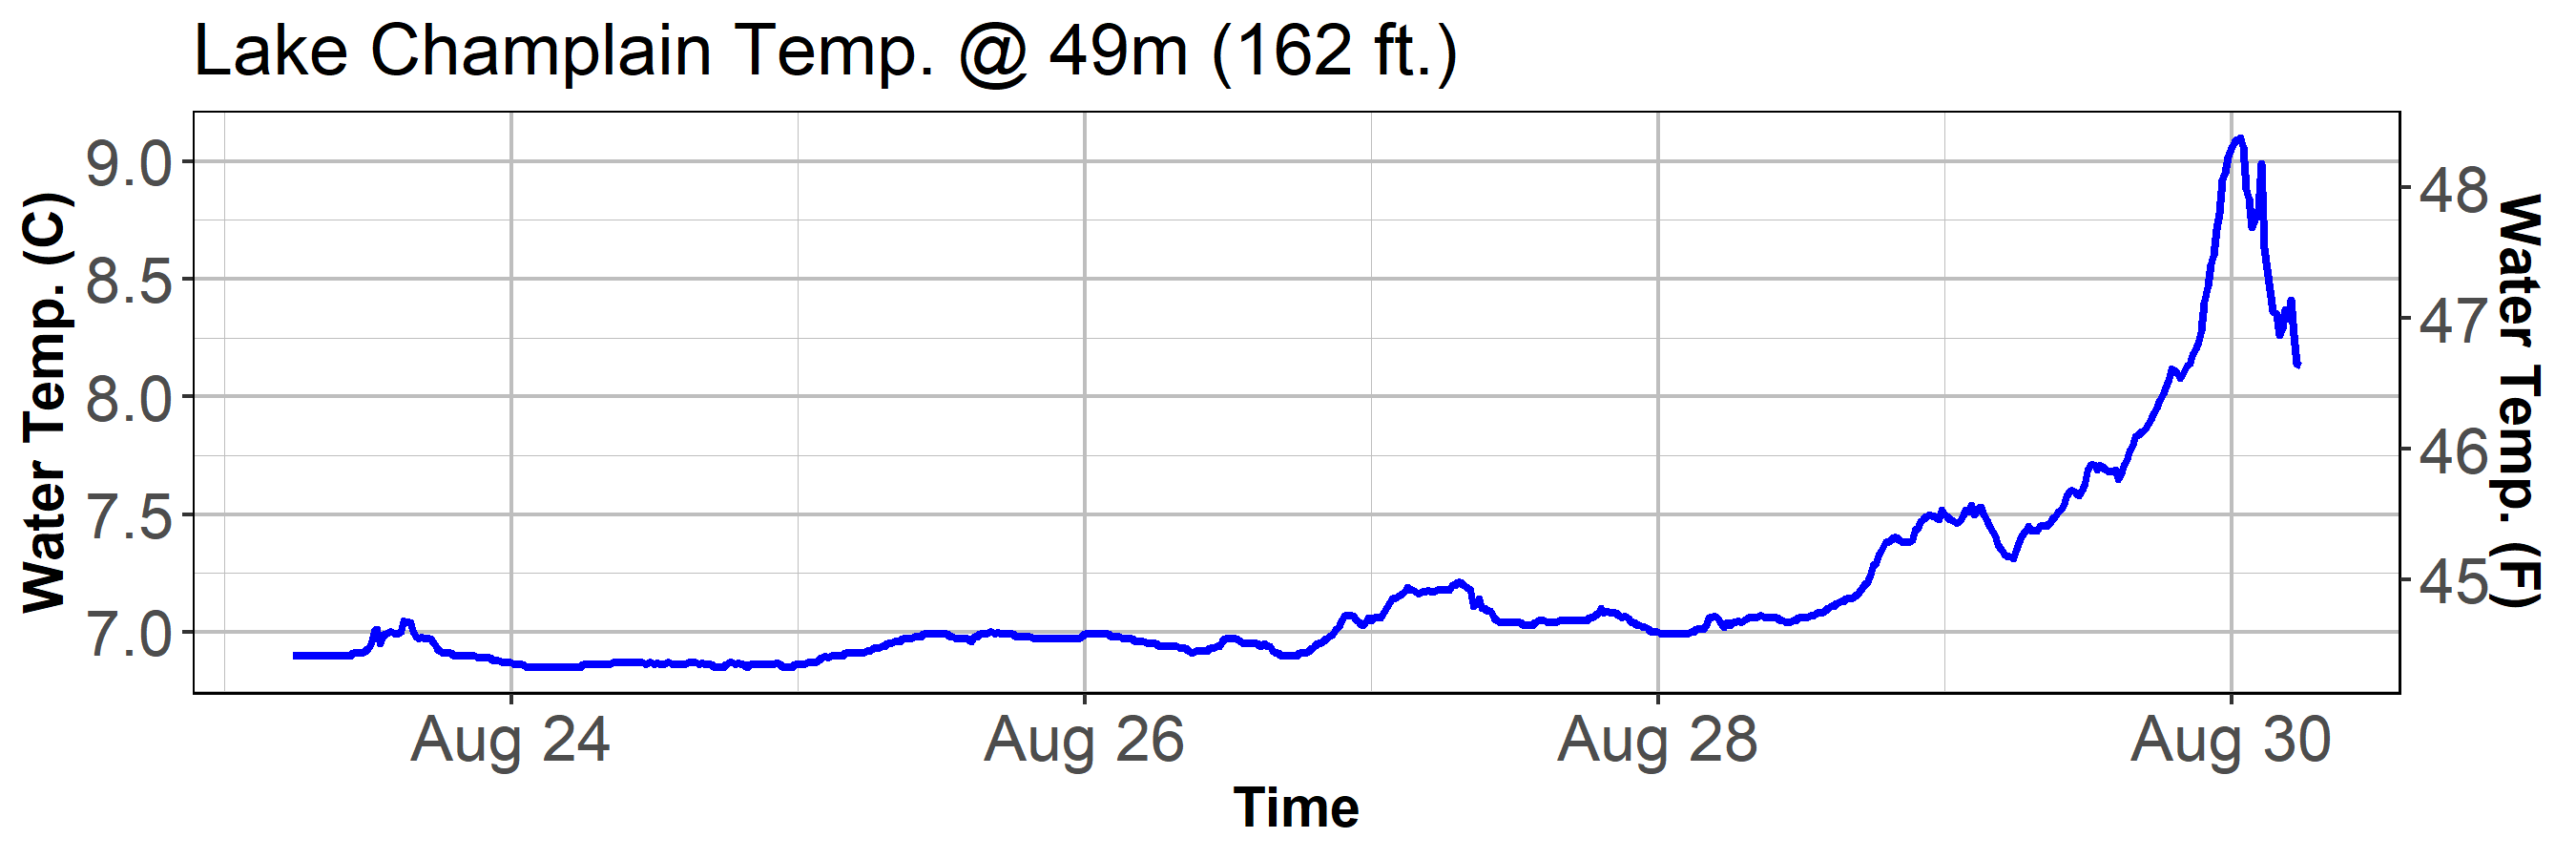 Lake Champlain Temp. @ 49m (162 ft.)
Water Temp. (C)
9.0
8.5
8.0
7.5
7.0
48
47
46
45
Water Temp. (F)
Aug 24
Aug 26
Aug 28
Aug 30
Time